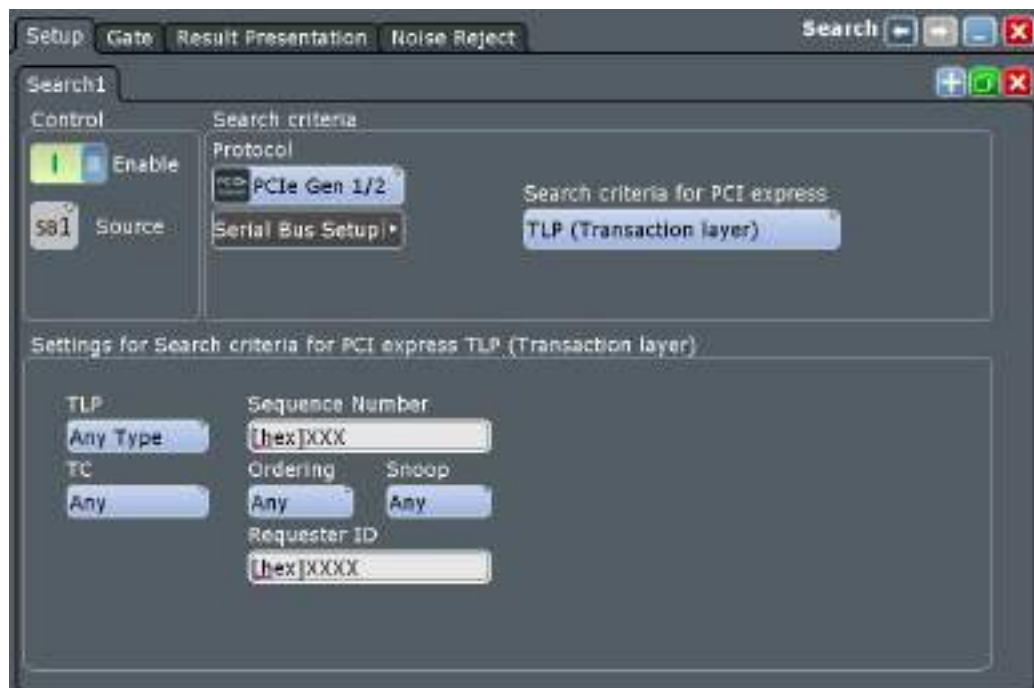 Setup Gate Result Presentation Noise Reject Search
Search1
Control Search criteria
Enable Protocol
PCIe Gen 1/2 Search criteria for PCI express
SB1 Source Serial Bus Setup TLP (Transaction layer)
Settings for Search criteria for PCI express TLP (Transaction layer)
TLP Sequence Number
Any Type [hex]XXX
TC Ordering Snoop
Any Any Any
Requester ID
[hex]XXXX